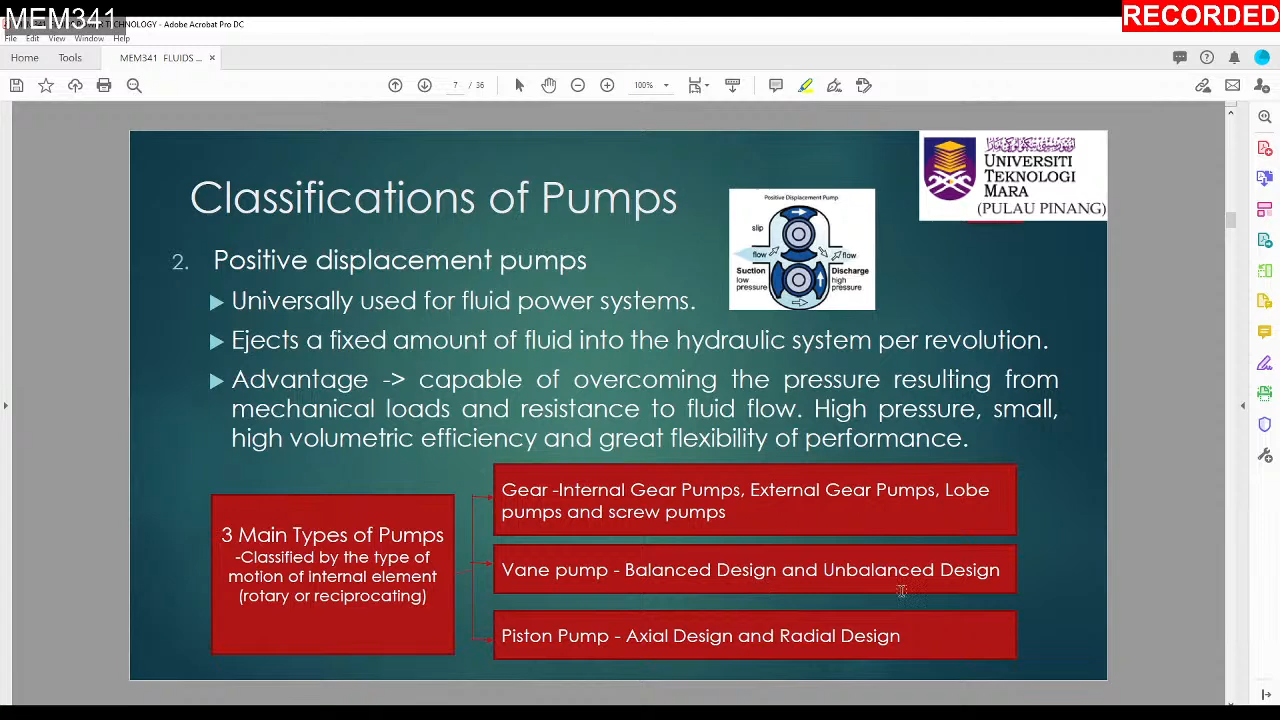 MEM341
RECORDED
TECHNOLOGY - Adobe Acrobat Pro DC
File Edit View Window Help
Home Tools MEM341 FLUIDS ... ×
7 / 36
100%
Classifications of Pumps
UNIVERSITI
TEKNOLOGI
MARA
(PULAU PINANG)
Positive Displacement Pump
slip
flow
flow
Suction
low
pressure
Discharge
high
pressure
2. Positive displacement pumps
Universally used for fluid power systems.
Ejects a fixed amount of fluid into the hydraulic system per revolution.
Advantage -> capable of overcoming the pressure resulting from
mechanical loads and resistance to fluid flow. High pressure, small,
high volumetric efficiency and great flexibility of performance.
3 Main Types of Pumps
-Classified by the type of
motion of internal element
(rotary or reciprocating)
Gear -Internal Gear Pumps, External Gear Pumps, Lobe
pumps and screw pumps
Vane pump - Balanced Design and Unbalanced Design
Piston Pump - Axial Design and Radial Design